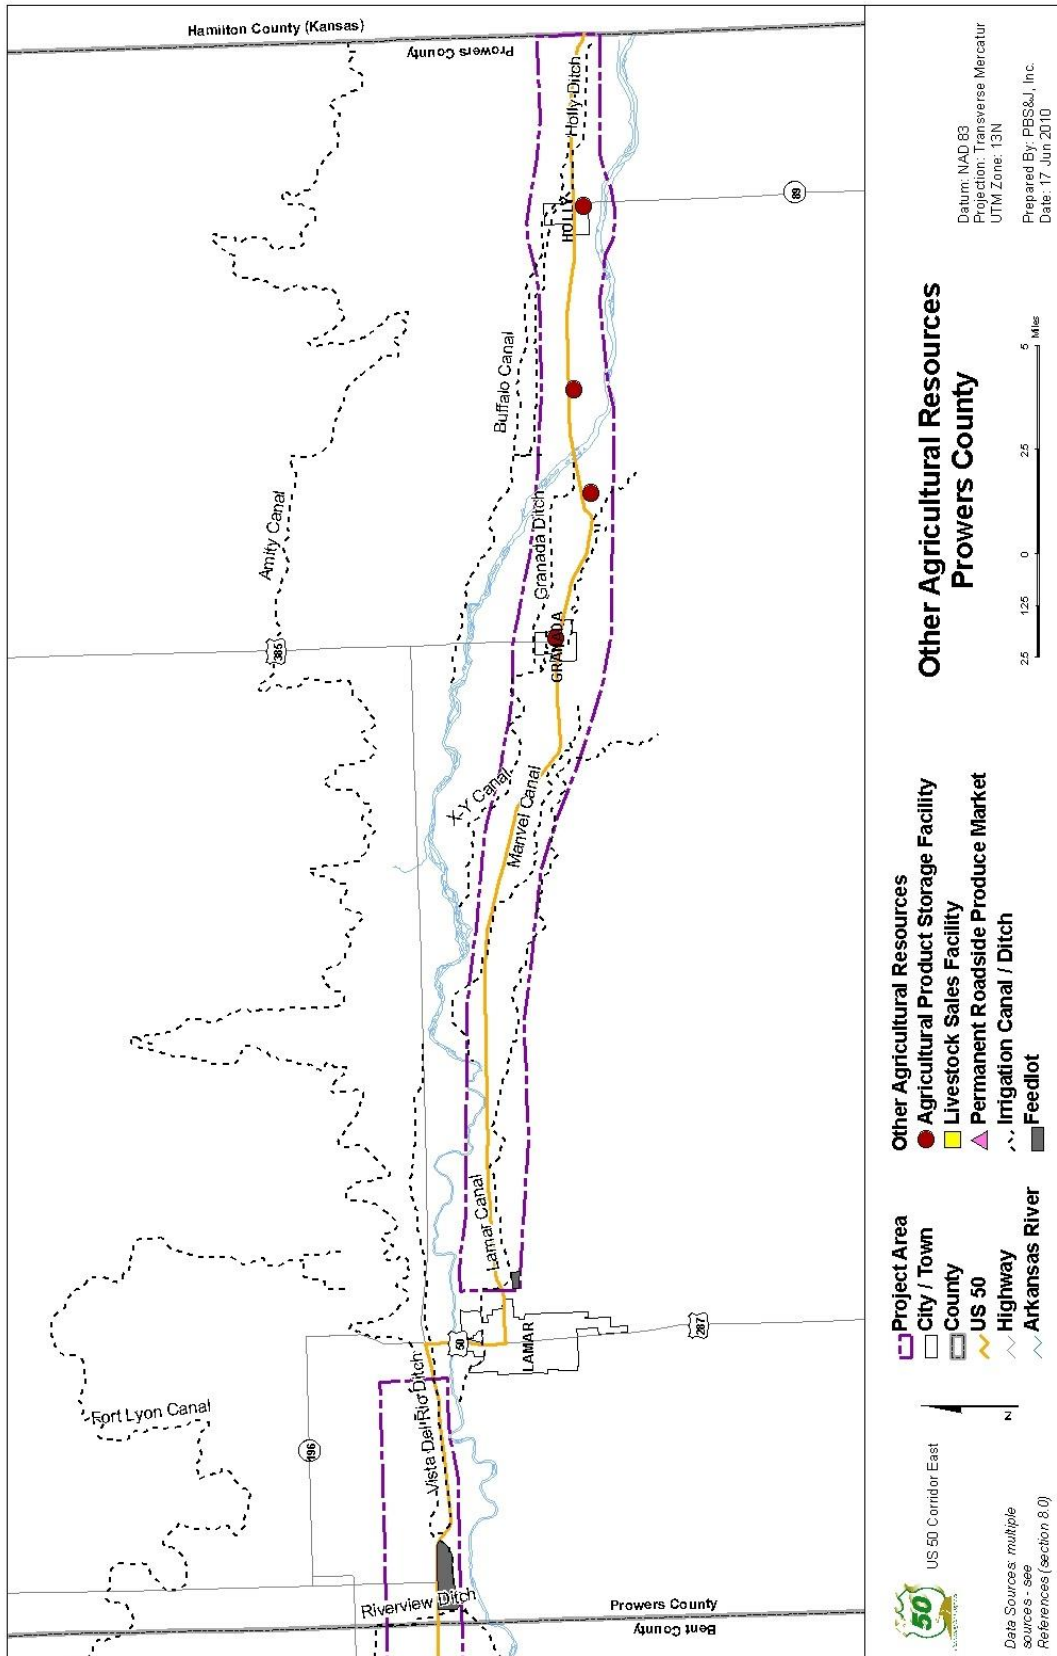 Hamilton County (Kansas)
Prowers County
Holly Ditch
HOLLY
89
Buffalo Canal
Amity Canal
Granada Ditch
385
GRANADA
X Y Canal
Manvel Canal
Lamar Canal
LAMAR
50
287
Vista Del Rio Ditch
Fort Lyon Canal
196
Riverview Ditch
Prowers County
Bent County
50
US 50 Corridor East
Data Sources: multiple
sources - see
References (section 8.0)
N
Project Area
City / Town
County
US 50
Highway
Arkansas River
Other Agricultural Resources
Agricultural Product Storage Facility
Livestock Sales Facility
Permanent Roadside Produce Market
Irrigation Canal / Ditch
Feedlot
Other Agricultural Resources
Prowers County
2.5 1.25 0 2.5 5
Miles
Datum: NAD 83
Projection: Transverse Mercatur
UTM Zone: 13N
Prepared By: PBS&J, Inc.
Date: 17 Jun 2010